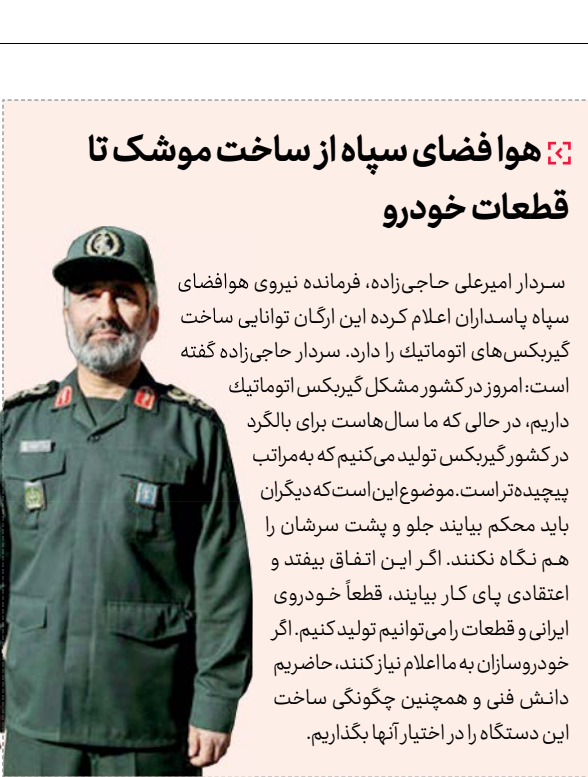 هوا فضای سپاه از ساخت موشک تا
قطعات خودرو
سردار امیرعلی حاجی‌زاده، فرمانده نیروی هوافضای
سپاه پاسداران اعلام کرده این ارگان توانایی ساخت
گیربکس‌های اتوماتیك را دارد. سردار حاجی‌زاده گفته
است: امروز در کشور مشکل گیربکس اتوماتیك
داریم، در حالی که ما سال‌هاست برای بالگرد
در کشور گیربکس تولید می‌کنیم که به‌مراتب
پیچیده‌تر است. موضوع این است که دیگران
باید محکم بیایند جلو و پشت سرشان را
هم نگاه نکنند. اگر این اتفاق بیفتد و
اعتقادی پای کار بیایند، قطعاً خودروی
ایرانی و قطعات را می‌توانیم تولید کنیم. اگر
خودروسازان به ما اعلام نیاز کنند، حاضریم
دانش فنی و همچنین چگونگی ساخت
این دستگاه را در اختیار آنها بگذاریم.